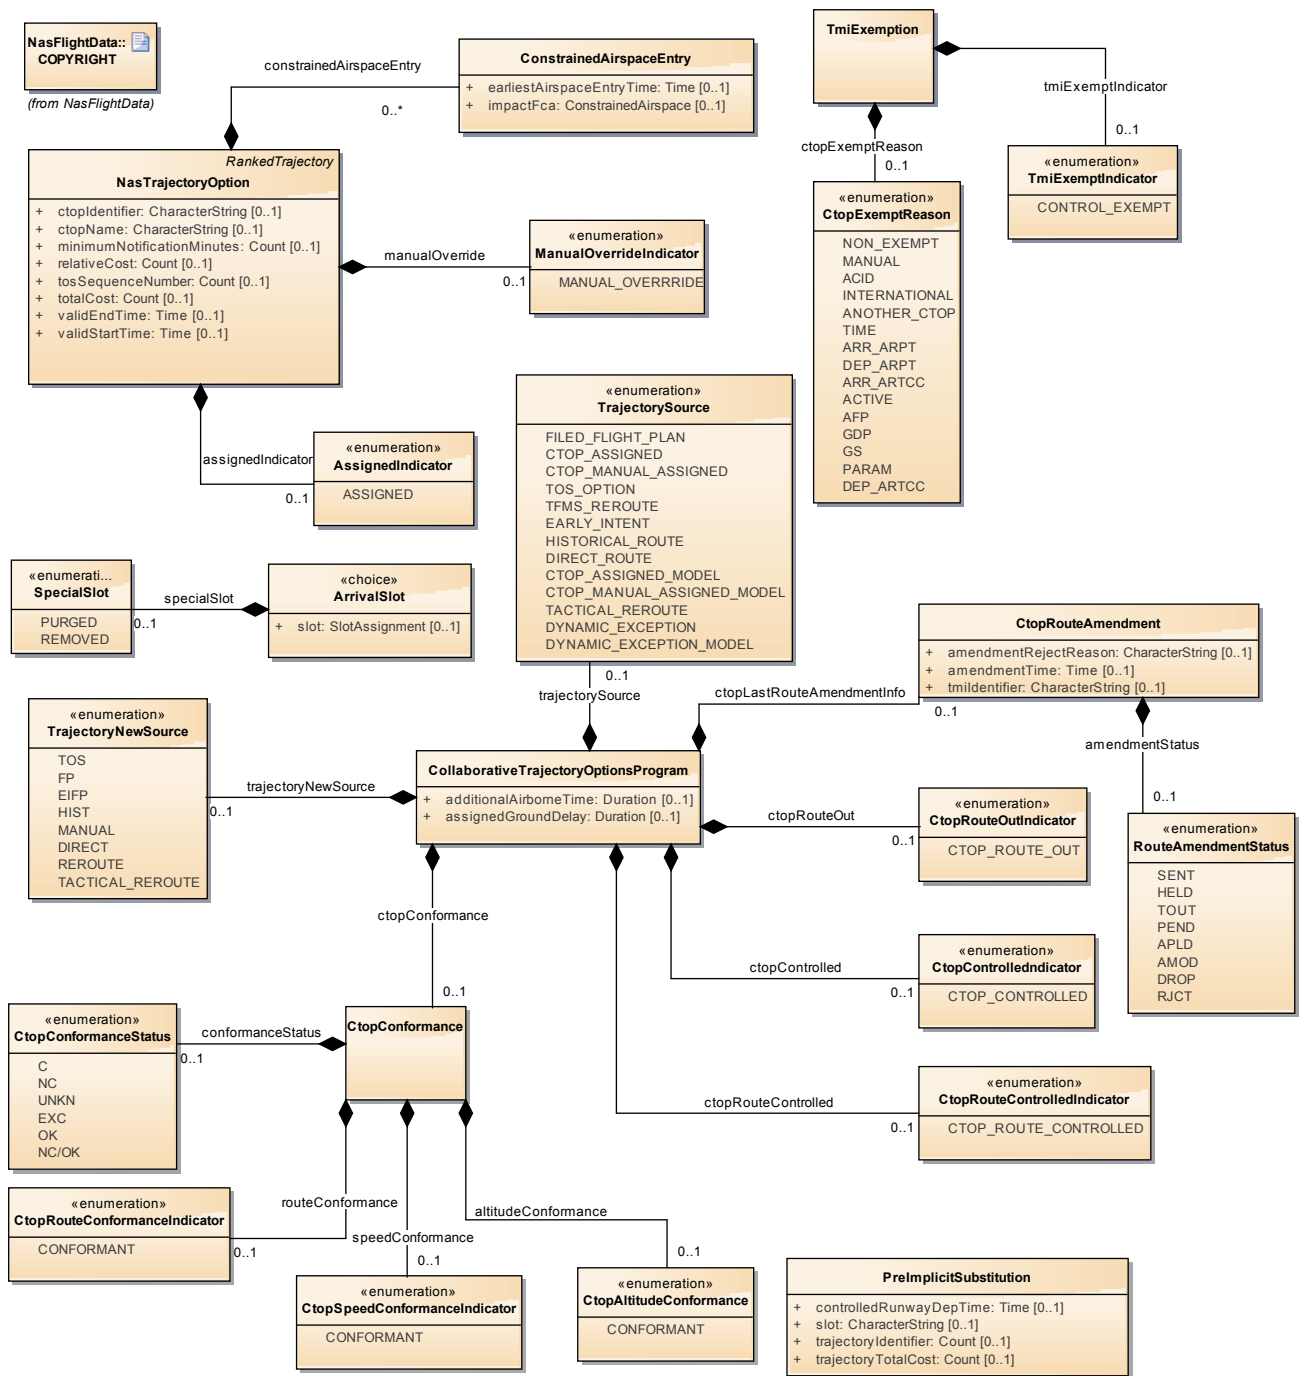 NasFlightData::
COPYRIGHT
(from NasFlightData)
constrainedAirspaceEntry
0..*
ConstrainedAirspaceEntry
+ earliestAirspaceEntryTime: Time [0..1]
+ impactFca: ConstrainedAirspace [0..1]
TmiExemption
tmiExemptIndicator
0..1
ctopExemptReason
0..1
«enumeration»
TmiExemptIndicator
CONTROL_EXEMPT
RankedTrajectory
NasTrajectoryOption
+ ctopIdentifier: CharacterString [0..1]
+ ctopName: CharacterString [0..1]
+ minimumNotificationMinutes: Count [0..1]
+ relativeCost: Count [0..1]
+ tosSequenceNumber: Count [0..1]
+ totalCost: Count [0..1]
+ validEndTime: Time [0..1]
+ validStartTime: Time [0..1]
manualOverride
0..1
«enumeration»
ManualOverrideIndicator
MANUAL_OVERRRIDE
«enumeration»
CtopExemptReason
NON_EXEMPT
MANUAL
ACID
INTERNATIONAL
ANOTHER_CTOP
TIME
ARR_ARPT
DEP_ARPT
ARR_ARTCC
ACTIVE
AFP
GDP
GS
PARAM
DEP_ARTCC
assignedIndicator
0..1
«enumeration»
AssignedIndicator
ASSIGNED
«enumeration»
TrajectorySource
FILED_FLIGHT_PLAN
CTOP_ASSIGNED
CTOP_MANUAL_ASSIGNED
TOS_OPTION
TFMS_REROUTE
EARLY_INTENT
HISTORICAL_ROUTE
DIRECT_ROUTE
CTOP_ASSIGNED_MODEL
CTOP_MANUAL_ASSIGNED_MODEL
TACTICAL_REROUTE
DYNAMIC_EXCEPTION
DYNAMIC_EXCEPTION_MODEL
«enumerati...
SpecialSlot
PURGED
REMOVED
specialSlot
0..1
«choice»
ArrivalSlot
+ slot: SlotAssignment [0..1]
0..1
trajectorySource
ctopLastRouteAmendmentInfo
0..1
CtopRouteAmendment
+ amendmentRejectReason: CharacterString [0..1]
+ amendmentTime: Time [0..1]
+ tmiIdentifier: CharacterString [0..1]
amendmentStatus
0..1
«enumeration»
TrajectoryNewSource
TOS
FP
EIFP
HIST
MANUAL
DIRECT
REROUTE
TACTICAL_REROUTE
trajectoryNewSource
0..1
CollaborativeTrajectoryOptionsProgram
+ additionalAirborneTime: Duration [0..1]
+ assignedGroundDelay: Duration [0..1]
ctopRouteOut
0..1
«enumeration»
CtopRouteOutIndicator
CTOP_ROUTE_OUT
«enumeration»
RouteAmendmentStatus
SENT
HELD
TOUT
PEND
APLD
AMOD
DROP
RJCT
ctopConformance
0..1
ctopControlled
0..1
«enumeration»
CtopControlledndicator
CTOP_CONTROLLED
«enumeration»
CtopConformanceStatus
C
NC
UNKN
EXC
OK
NC/OK
conformanceStatus
0..1
CtopConformance
ctopRouteControlled
0..1
«enumeration»
CtopRouteControlledIndicator
CTOP_ROUTE_CONTROLLED
«enumeration»
CtopRouteConformanceIndicator
CONFORMANT
routeConformance
0..1
speedConformance
0..1
altitudeConformance
0..1
«enumeration»
CtopSpeedConformanceIndicator
CONFORMANT
«enumeration»
CtopAltitudeConformance
CONFORMANT
PreImplicitSubstitution
+ controlledRunwayDepTime: Time [0..1]
+ slot: CharacterString [0..1]
+ trajectoryIdentifier: Count [0..1]
+ trajectoryTotalCost: Count [0..1]